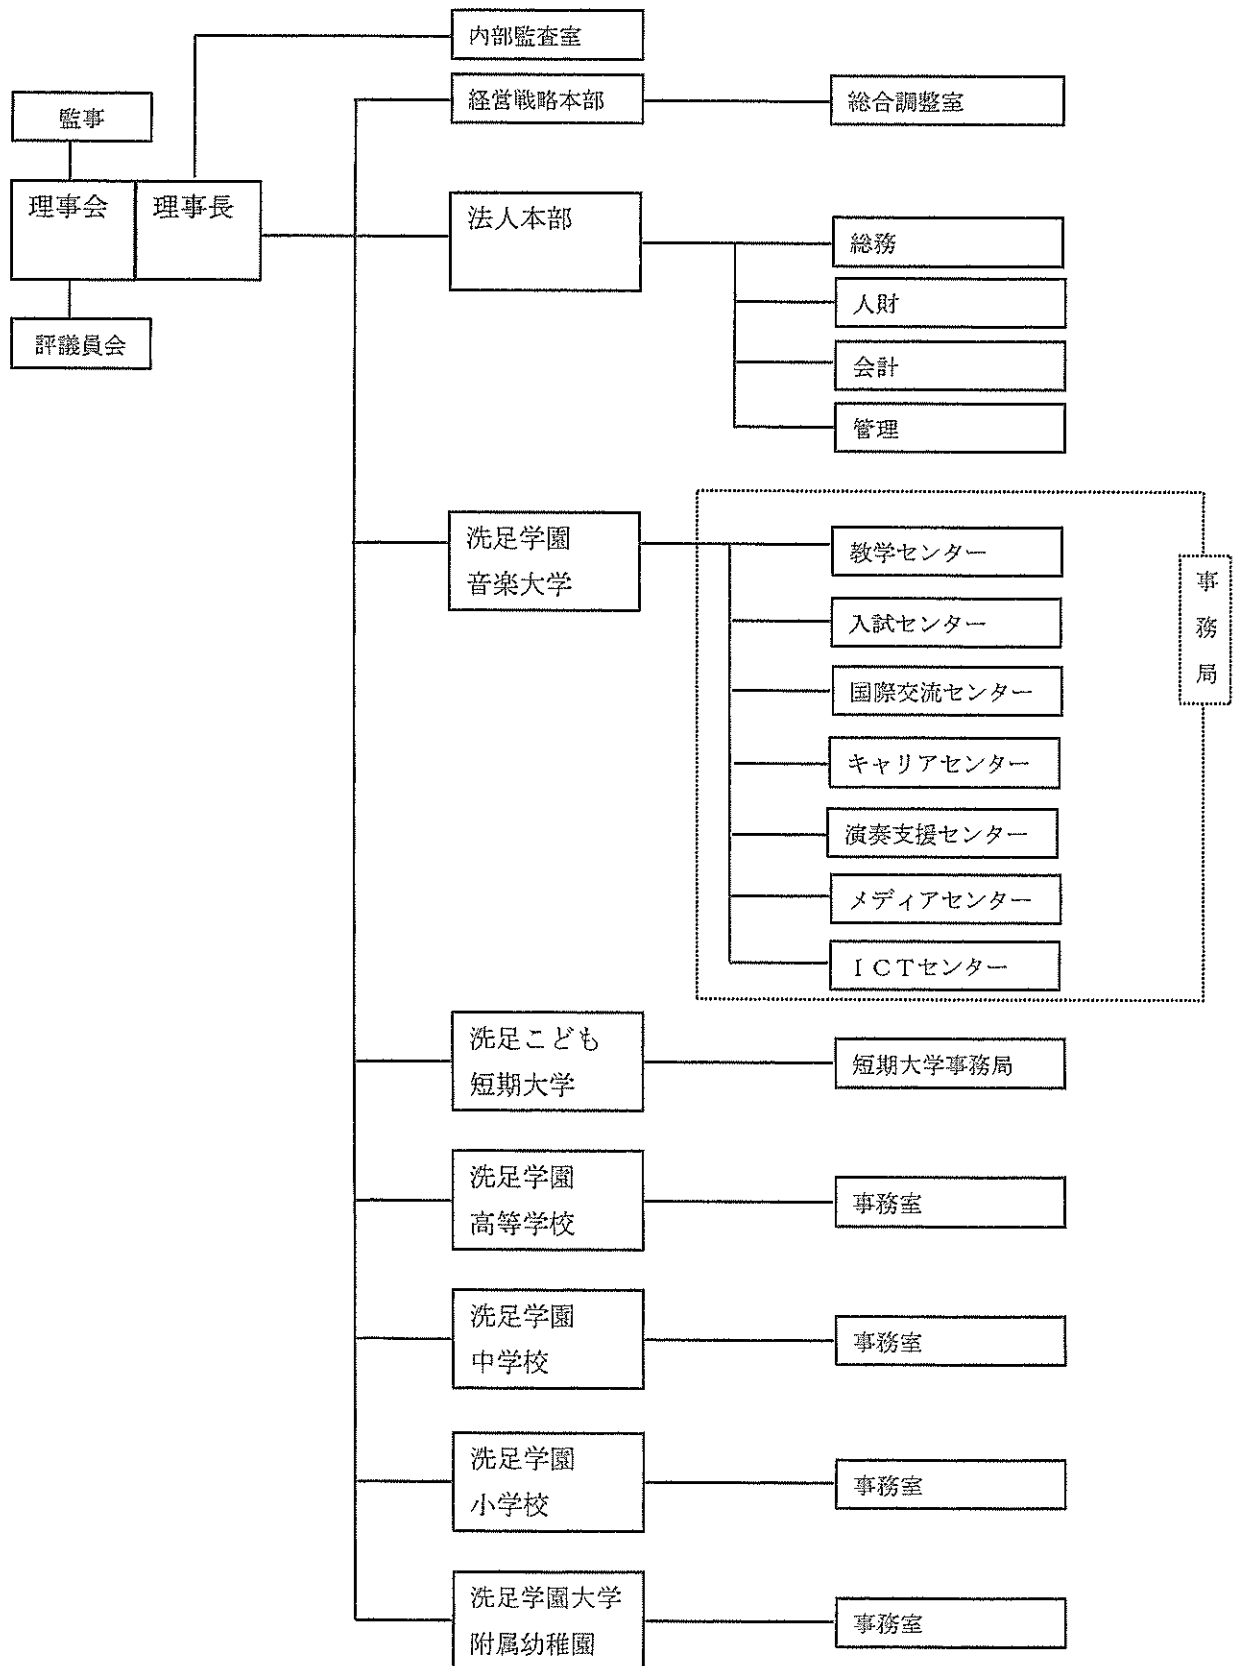 内部監査室
経営戦略本部
総合調整室
監事
理事会
理事長
評議員会
法人本部
総務
人財
会計
管理
洗足学園
音楽大学
教学センター
入試センター
国際交流センター
キャリアセンター
演奏支援センター
メディアセンター
ＩＣＴセンター
事務局
洗足こども
短期大学
短期大学事務局
洗足学園
高等学校
事務室
洗足学園
中学校
事務室
洗足学園
小学校
事務室
洗足学園大学
附属幼稚園
事務室